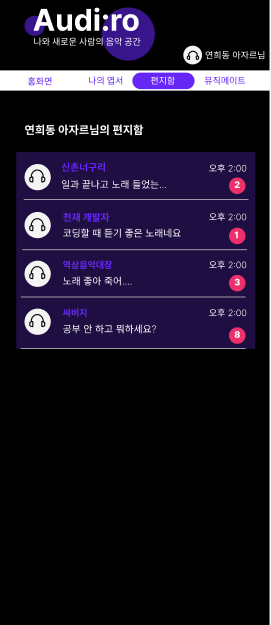 Audi:ro
나와 새로운 사람의 음악 공간
연희동 아자르님
홈화면 나의 엽서 편지함 뮤직메이트
연희동 아자르님의 편지함
신촌너구리 오후 2:00
일과 끝나고 노래 들었는... 2
천재 개발자 오후 2:00
코딩할 때 듣기 좋은 노래네요 1
역삼음악대장 오후 2:00
노래 좋아 죽어.... 3
싸버지 오후 2:00
공부 안 하고 뭐하세요? 8